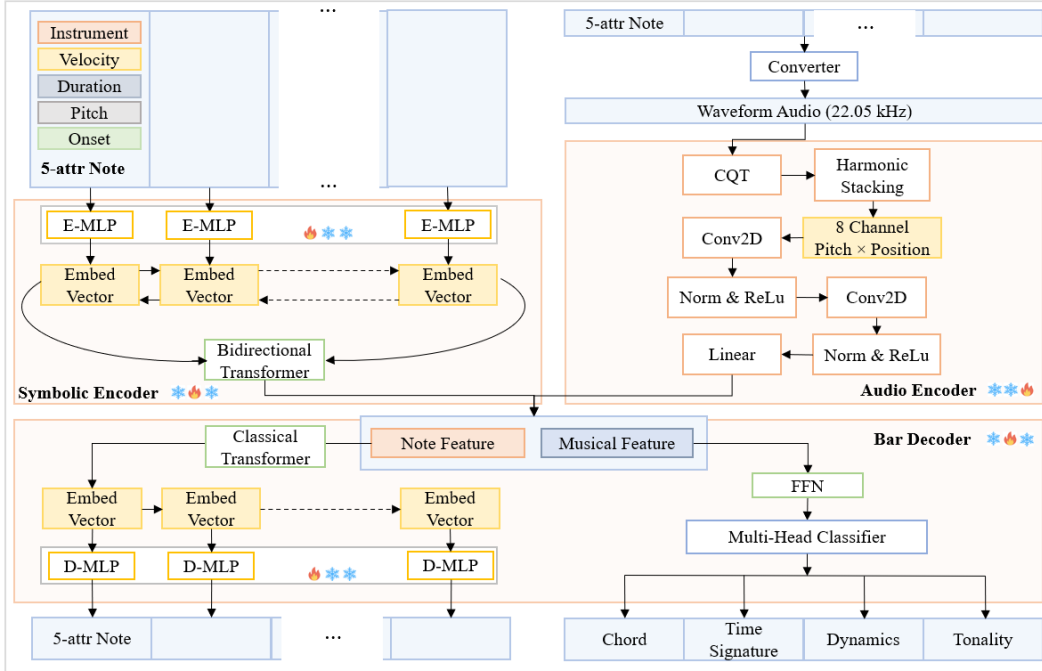 ...
Instrument
Velocity
Duration
Pitch
Onset
5-attr Note
...
E-MLP
E-MLP
E-MLP
Embed
Vector
Embed
Vector
Embed
Vector
Bidirectional
Transformer
Symbolic Encoder
5-attr Note
...
Converter
Waveform Audio (22.05 kHz)
CQT
Harmonic
Stacking
8 Channel
Pitch × Position
Conv2D
Norm & ReLu
Conv2D
Norm & ReLu
Linear
Audio Encoder
Note Feature
Musical Feature
Bar Decoder
Classical
Transformer
Embed
Vector
Embed
Vector
Embed
Vector
D-MLP
D-MLP
D-MLP
5-attr Note
...
FFN
Multi-Head Classifier
Chord
Time
Signature
Dynamics
Tonality